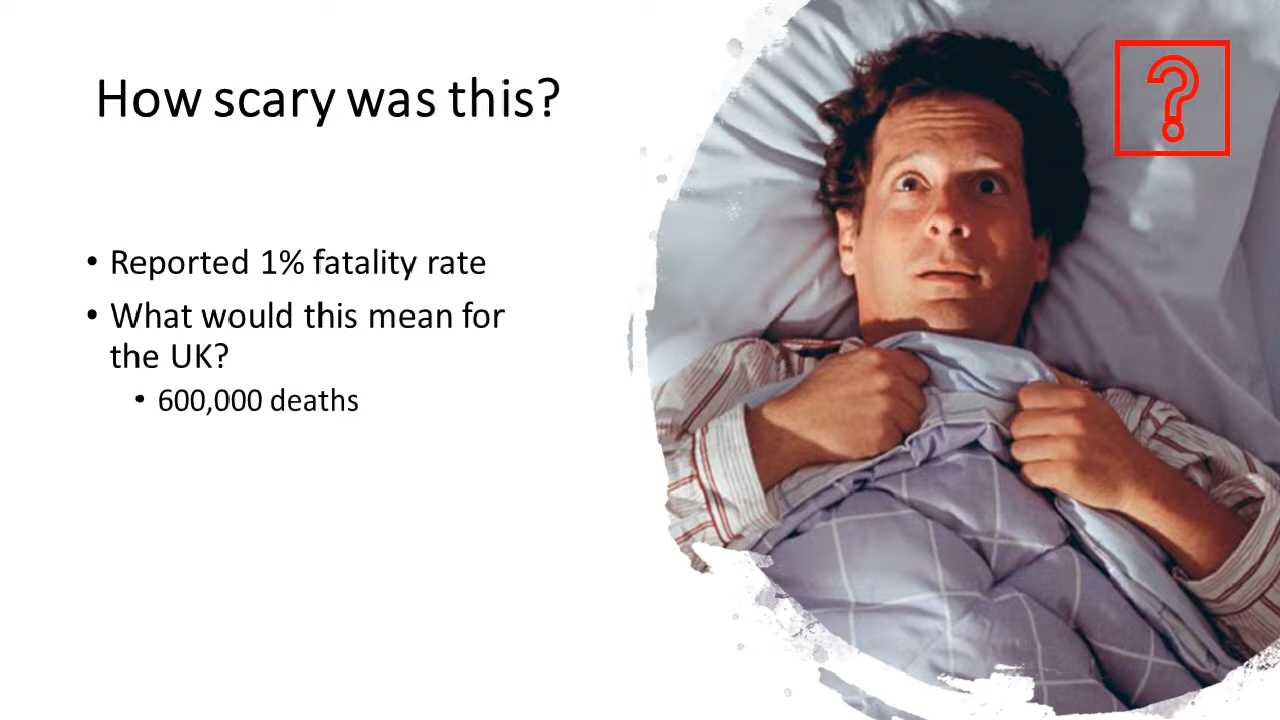 How scary was this?
• Reported 1% fatality rate
• What would this mean for
the UK?
• 600,000 deaths
?